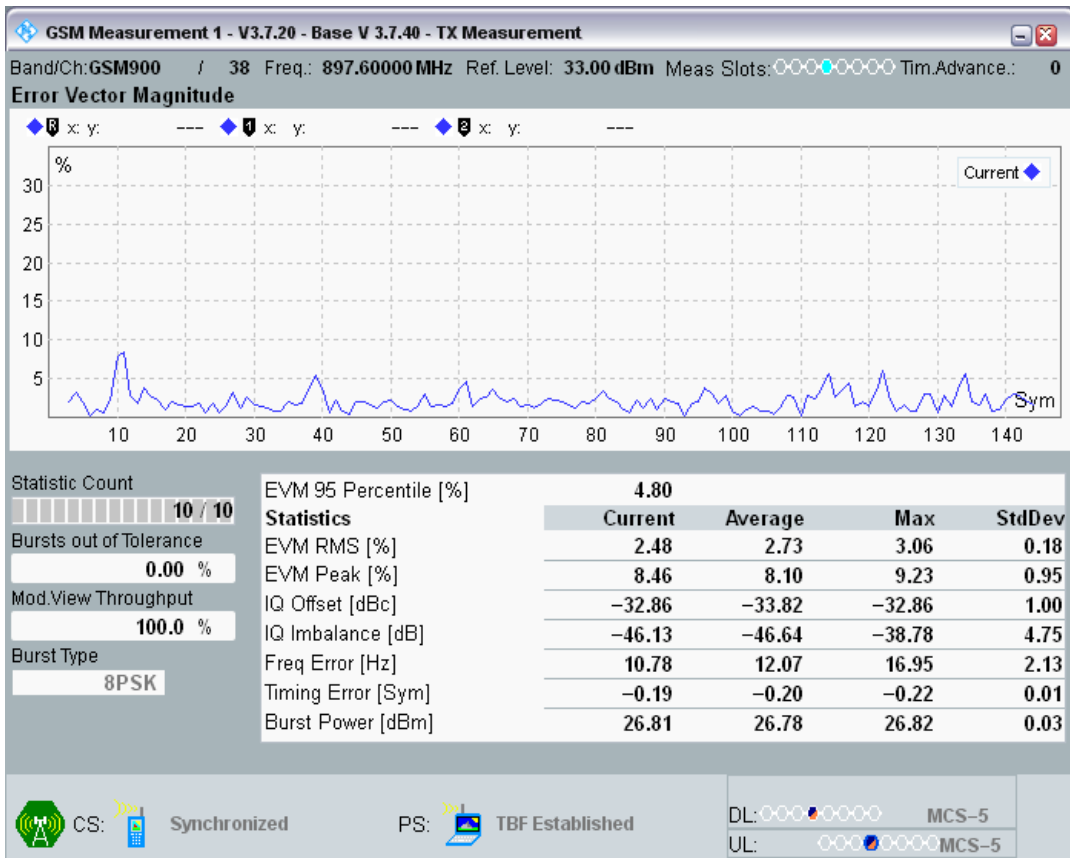 GSM Measurement 1 - V3.7.20 - Base V 3.7.40 - TX Measurement
Band/Ch:GSM900 / 38 Freq.: 897.60000 MHz Ref. Level: 33.00 dBm Meas Slots: Tim.Advance.: 0
Error Vector Magnitude
R x: y: --- 1 x: y: --- 2 x: y: ---
%
Current
30
25
20
15
10
5
Sym
10 20 30 40 50 60 70 80 90 100 110 120 130 140
Statistic Count
10 / 10
Bursts out of Tolerance
0.00 %
Mod.View Throughput
100.0 %
Burst Type
8PSK
EVM 95 Percentile [%] 4.80
Statistics Current Average Max StdDev
EVM RMS [%] 2.48 2.73 3.06 0.18
EVM Peak [%] 8.46 8.10 9.23 0.95
IQ Offset [dBc] −32.86 −33.82 −32.86 1.00
IQ Imbalance [dB] −46.13 −46.64 −38.78 4.75
Freq Error [Hz] 10.78 12.07 16.95 2.13
Timing Error [Sym] −0.19 −0.20 −0.22 0.01
Burst Power [dBm] 26.81 26.78 26.82 0.03
CS: Synchronized PS: TBF Established
DL: MCS−5
UL: MCS−5